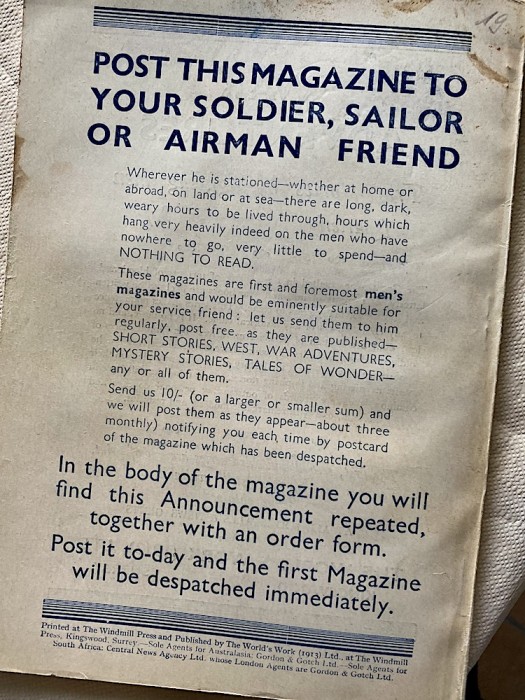 19.
POST THIS MAGAZINE TO
YOUR SOLDIER, SAILOR
OR AIRMAN FRIEND
Wherever he is stationed—whether at home or
abroad, on land or at sea—there are long, dark,
weary hours to be lived through, hours which
hang very heavily indeed on the men who have
nowhere to go, very little to spend—and
NOTHING TO READ.
These magazines are first and foremost men's
magazines and would be eminently suitable for
your service friend: let us send them to him
regularly, post free, as they are published—
SHORT STORIES, WEST, WAR ADVENTURES,
MYSTERY STORIES, TALES OF WONDER—
any or all of them.
Send us 10/- (or a larger or smaller sum) and
we will post them as they appear—about three
monthly) notifying you each time by postcard
of the magazine which has been despatched.
In the body of the magazine you will
find this Announcement repeated,
together with an order form.
Post it to-day and the first Magazine
will be despatched immediately.
Printed at The Windmill Press and Published by The World's Work (1913) Ltd., at The Windmill
Press, Kingswood, Surrey.—Sole Agents for Australasia: Gordon & Gotch Ltd.—Sole Agents for
South Africa: Central News Agency Ltd. whose London Agents are Gordon & Gotch Ltd.